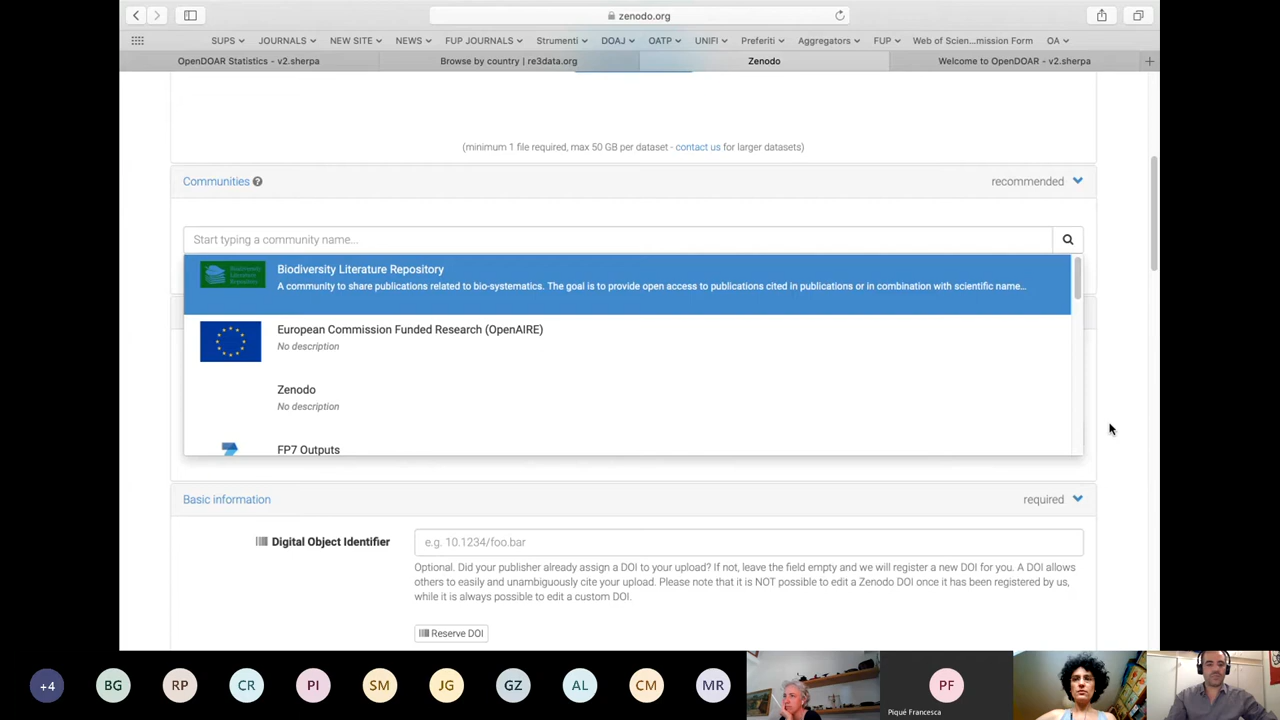 zenodo.org
SUPS JOURNALS NEW SITE NEWS FUP JOURNALS Strumenti DOAJ OATP UNIFI Preferiti Aggregators FUP Web of Scien...mission Form OA
OpenDOAR Statistics - v2.sherpa Browse by country | re3data.org Zenodo Welcome to OpenDOAR - v2.sherpa
(minimum 1 file required, max 50 GB per dataset - contact us for larger datasets)
Communities recommended
Start typing a community name...
Biodiversity Literature Repository
A community to share publications related to bio-systematics. The goal is to provide open access to publications cited in publications or in combination with scientific name...
Biodiversity
Literature
Repository
European Commission Funded Research (OpenAIRE)
No description
Zenodo
No description
FP7 Outputs
Basic information required
Digital Object Identifier e.g. 10.1234/foo.bar
Optional. Did your publisher already assign a DOI to your upload? If not, leave the field empty and we will register a new DOI for you. A DOI allows
others to easily and unambiguously cite your upload. Please note that it is NOT possible to edit a Zenodo DOI once it has been registered by us,
while it is always possible to edit a custom DOI.
Reserve DOI
+4 BG RP CR PI SM JG GZ AL CM MR PF
Piqué Francesca